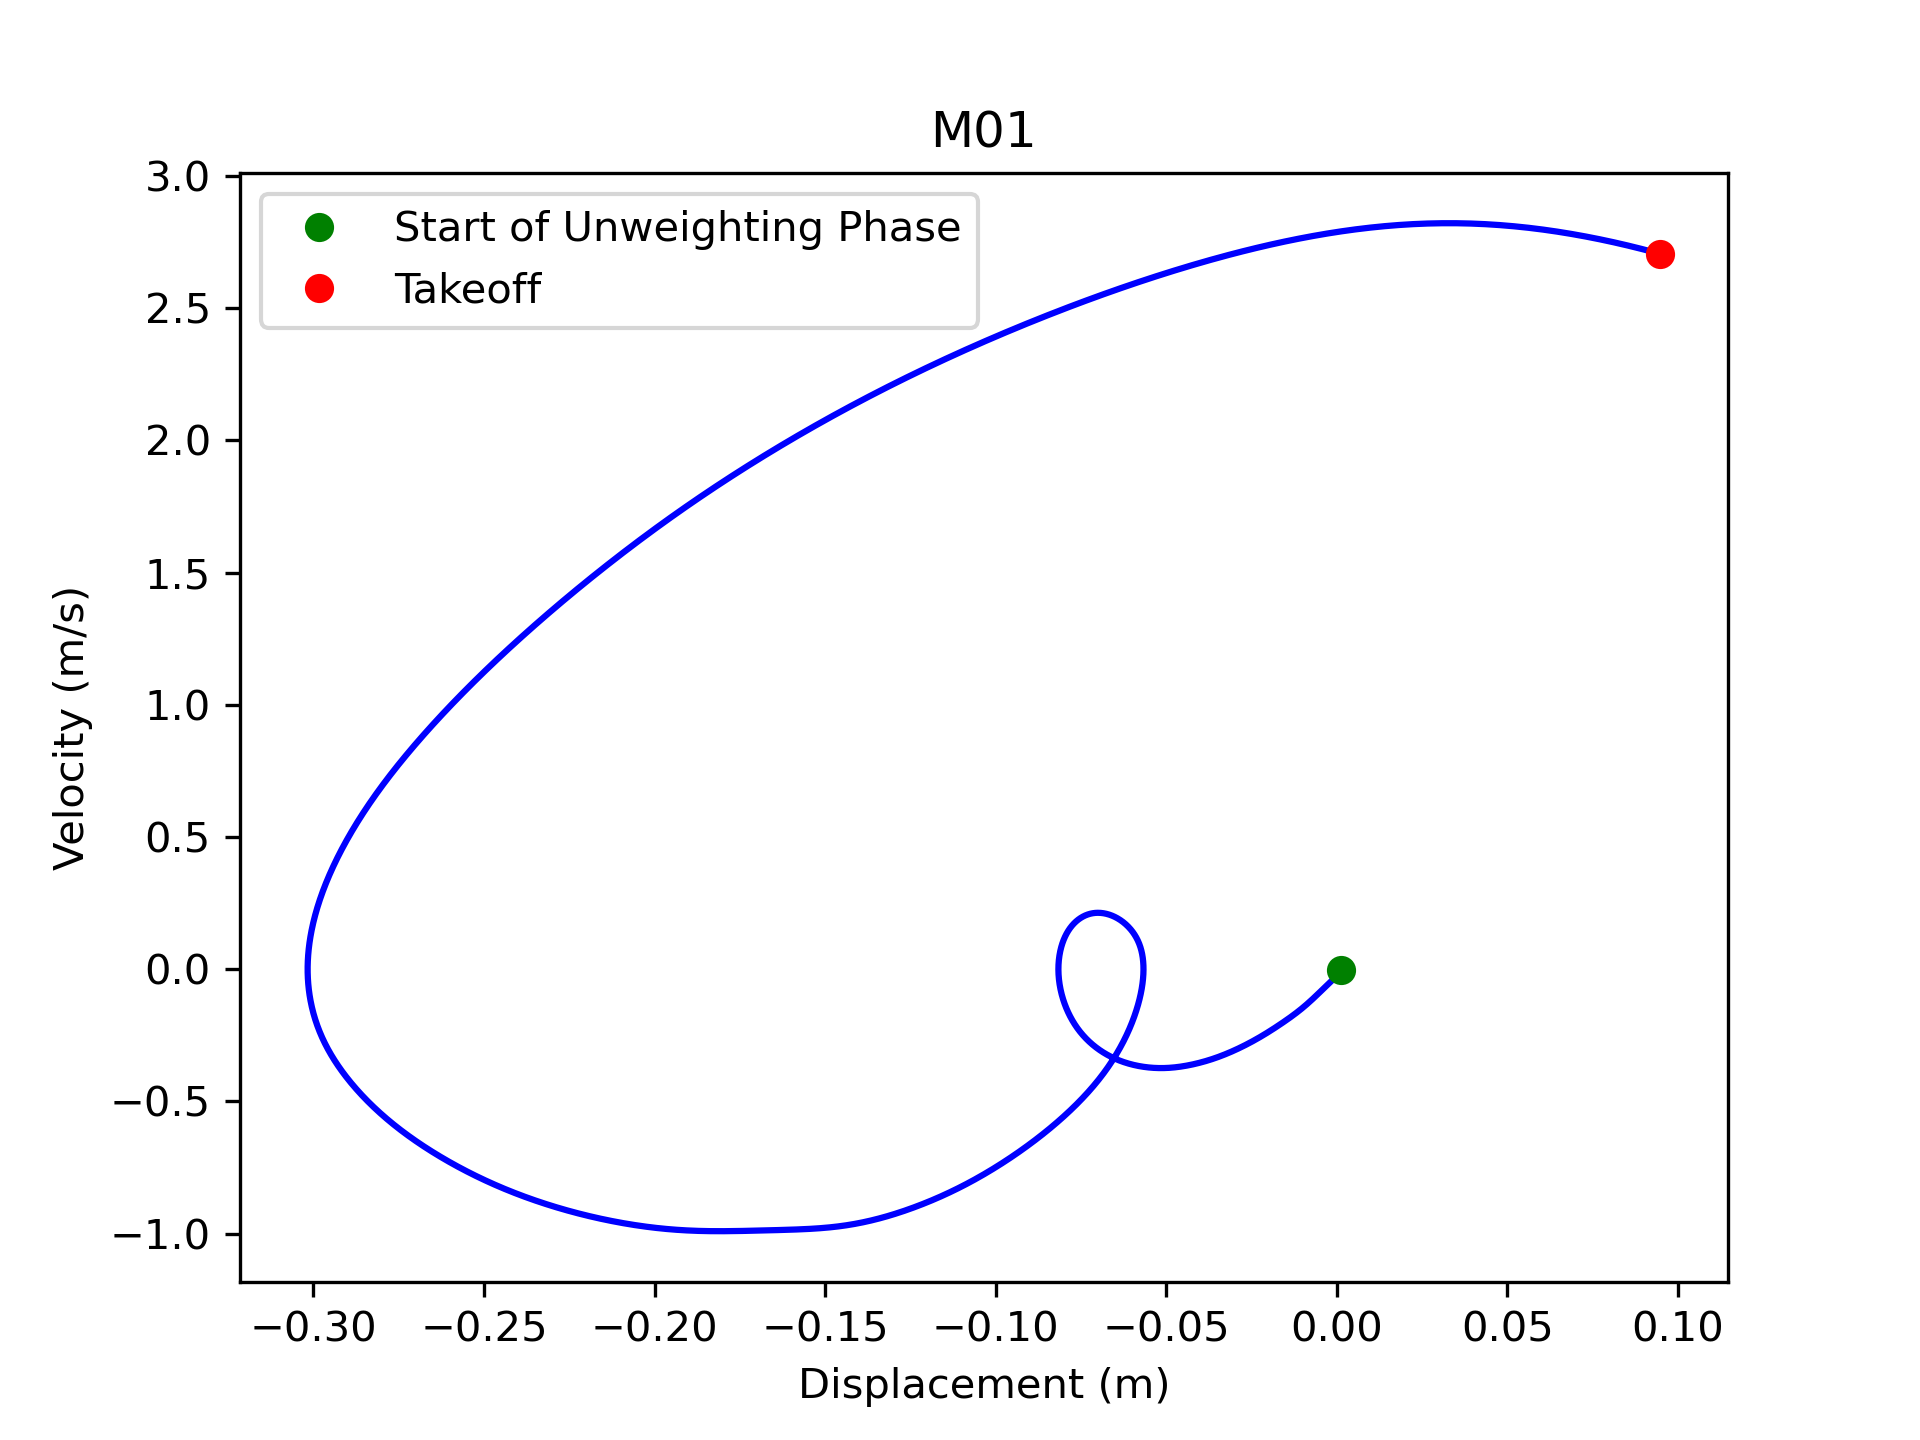 M01
Start of Unweighting Phase
Takeoff
3.0
2.5
2.0
1.5
1.0
0.5
0.0
−0.5
−1.0
Velocity (m/s)
−0.30 −0.25 −0.20 −0.15 −0.10 −0.05 0.00 0.05 0.10
Displacement (m)